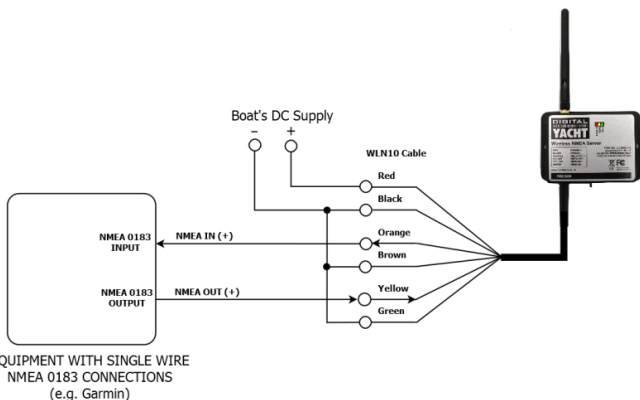 Boat's DC Supply
- +
WLN10 Cable
Red
Black
Orange
Brown
Yellow
Green
NMEA 0183
INPUT
NMEA IN (+)
NMEA 0183
OUTPUT
NMEA OUT (+)
QUIPMENT WITH SINGLE WIRE
NMEA 0183 CONNECTIONS
(e.g. Garmin)
DIGITAL
YACHT
Wireless NMEA Server